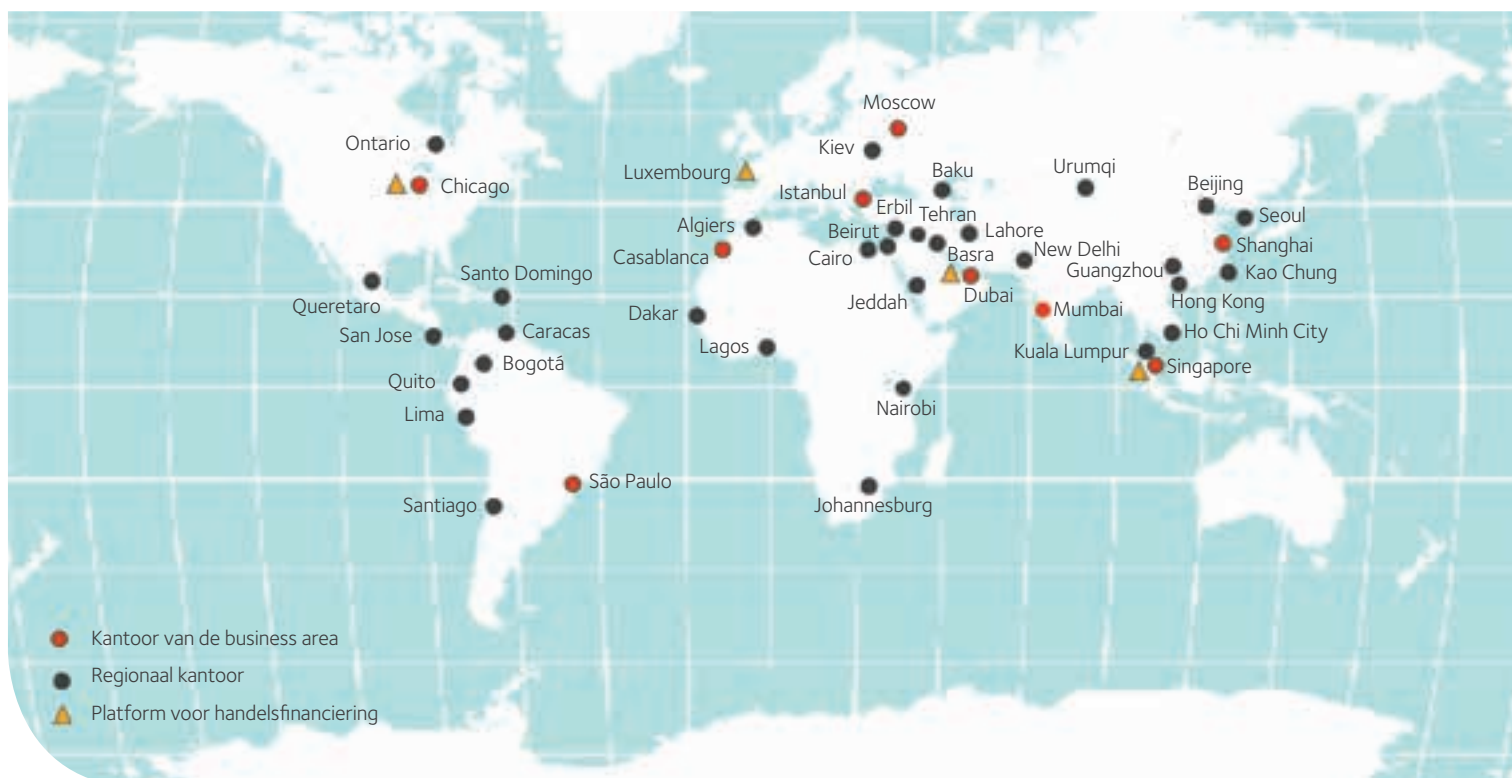 Moscow
Ontario
Kiev
Luxembourg
Baku
Urumqi
Chicago
Istanbul
Beijing
Erbil
Tehran
Seoul
Algiers
Beirut
Lahore
Shanghai
Casablanca
Cairo
Basra
New Delhi
Guangzhou
Kao Chung
Santo Domingo
Jeddah
Dubai
Hong Kong
Queretaro
Dakar
Mumbai
San Jose
Caracas
Ho Chi Minh City
Lagos
Kuala Lumpur
Bogotá
Singapore
Quito
Nairobi
Lima
São Paulo
Santiago
Johannesburg
Kantoor van de business area
Regionaal kantoor
Platform voor handelsfinanciering